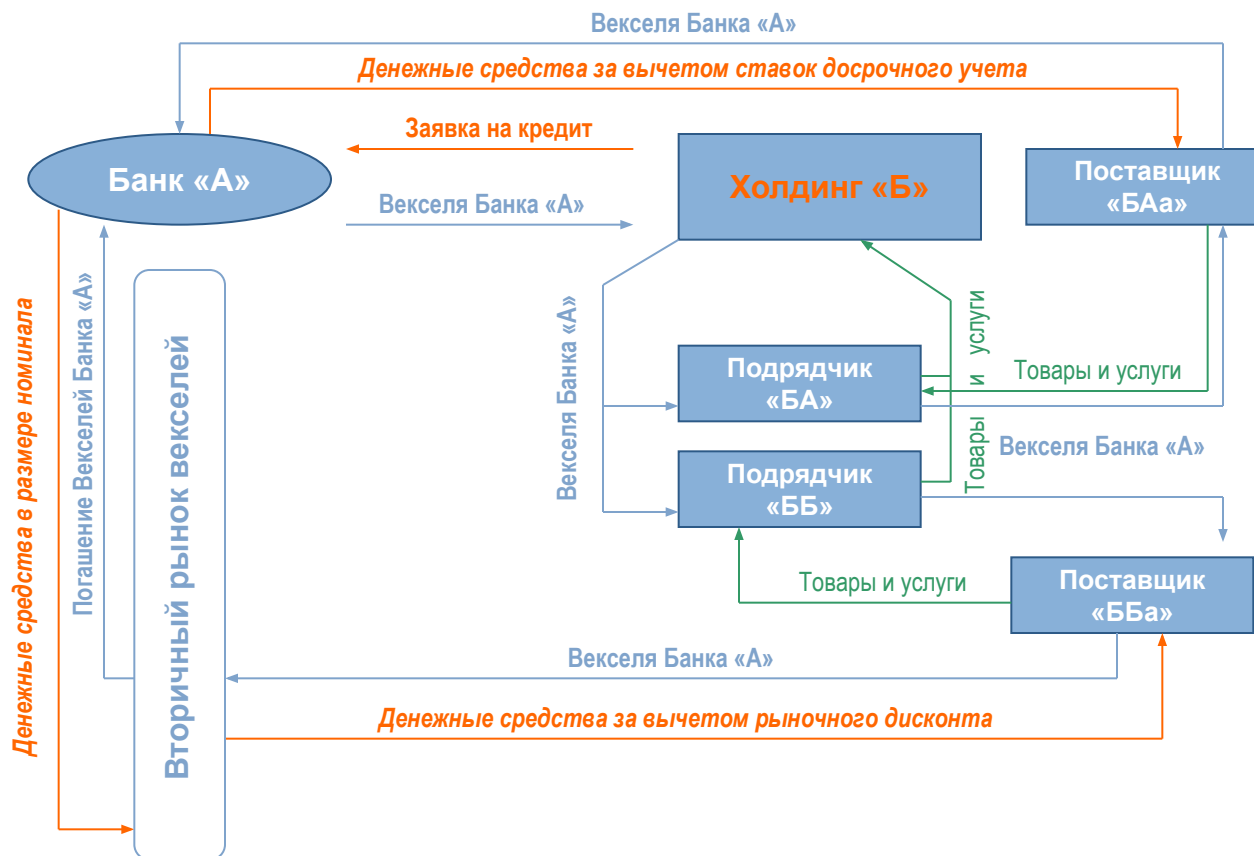 Векселя Банка «А»
Денежные средства за вычетом ставок досрочного учета
Заявка на кредит
Банк «А»
Холдинг «Б»
Поставщик
«БАа»
Векселя Банка «А»
Денежные средства в размере номинала
Погашение Векселей Банка «А»
Вторичный рынок векселей
Векселя Банка «А»
Товары и услуги
Подрядчик
«БА»
Товары и услуги
Векселя Банка «А»
Подрядчик
«ББ»
Товары и услуги
Поставщик
«ББа»
Векселя Банка «А»
Денежные средства за вычетом рыночного дисконта